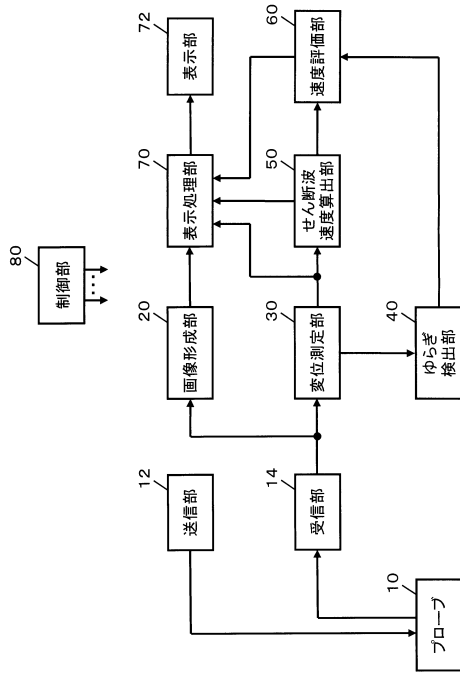 80
制御部
12
送信部
20
画像形成部
70
表示処理部
72
表示部
10
プローブ
14
受信部
30
変位測定部
50
せん断波
速度算出部
60
速度評価部
40
ゆらぎ
検出部